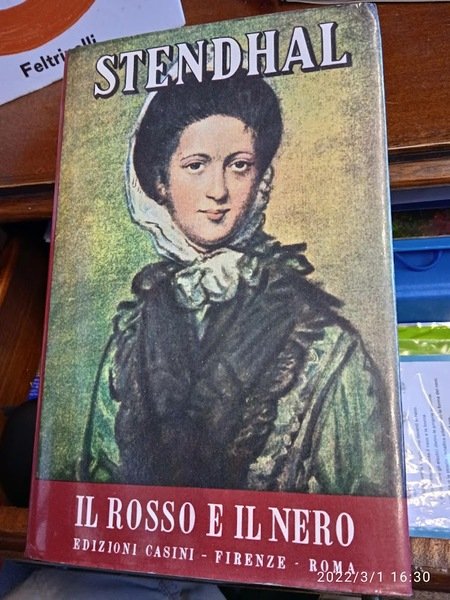 Feltrinelli
STENDHAL
IL ROSSO E IL NERO
EDIZIONI CASINI - FIRENZE - ROMA
2022/3/1 16:30